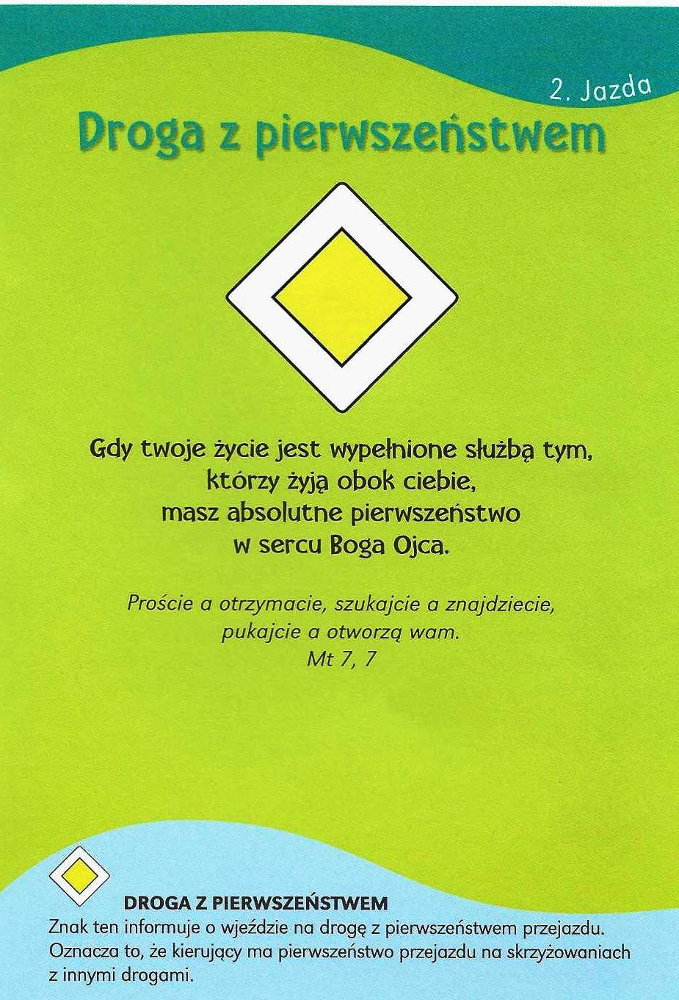 2. Jazda
Droga z pierwszeństwem
Gdy twoje życie jest wypełnione służbą tym,
którzy żyją obok ciebie,
masz absolutne pierwszeństwo
w sercu Boga Ojca.
Proście a otrzymacie, szukajcie a znajdziecie,
pukajcie a otworzą wam.
Mt 7, 7
DROGA Z PIERWSZEŃSTWEM
Znak ten informuje o wjeździe na drogę z pierwszeństwem przejazdu.
Oznacza to, że kierujący ma pierwszeństwo przejazdu na skrzyżowaniach
z innymi drogami.